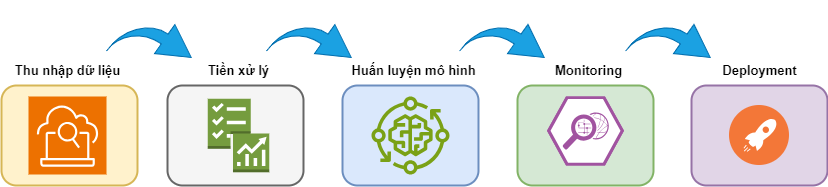 Thu nhập dữ liệu
Tiền xử lý
Huấn luyện mô hình
Monitoring
Deployment